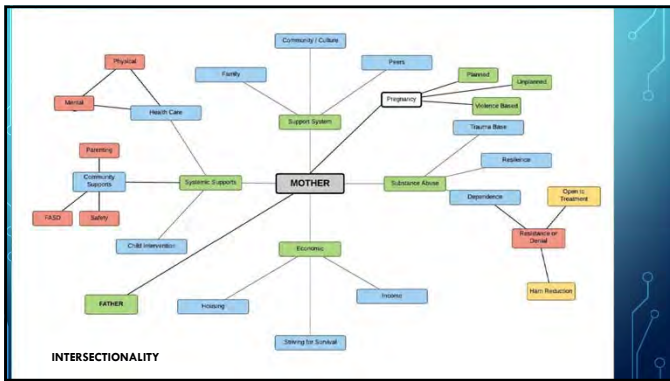 Community / Culture
Physical
Family
Peers
Planned
Unplanned
Mental
Health Care
Pregnancy
Violence Based
Support System
Trauma Base
Parenting
Resilience
Community
Supports
Systemic Supports
MOTHER
Substance Abuse
Dependence
Open to
Treatment
FASD
Safety
Resistance or
Denial
Child Intervention
Economic
Harm Reduction
FATHER
Housing
Income
Striving for Survival
INTERSECTIONALITY